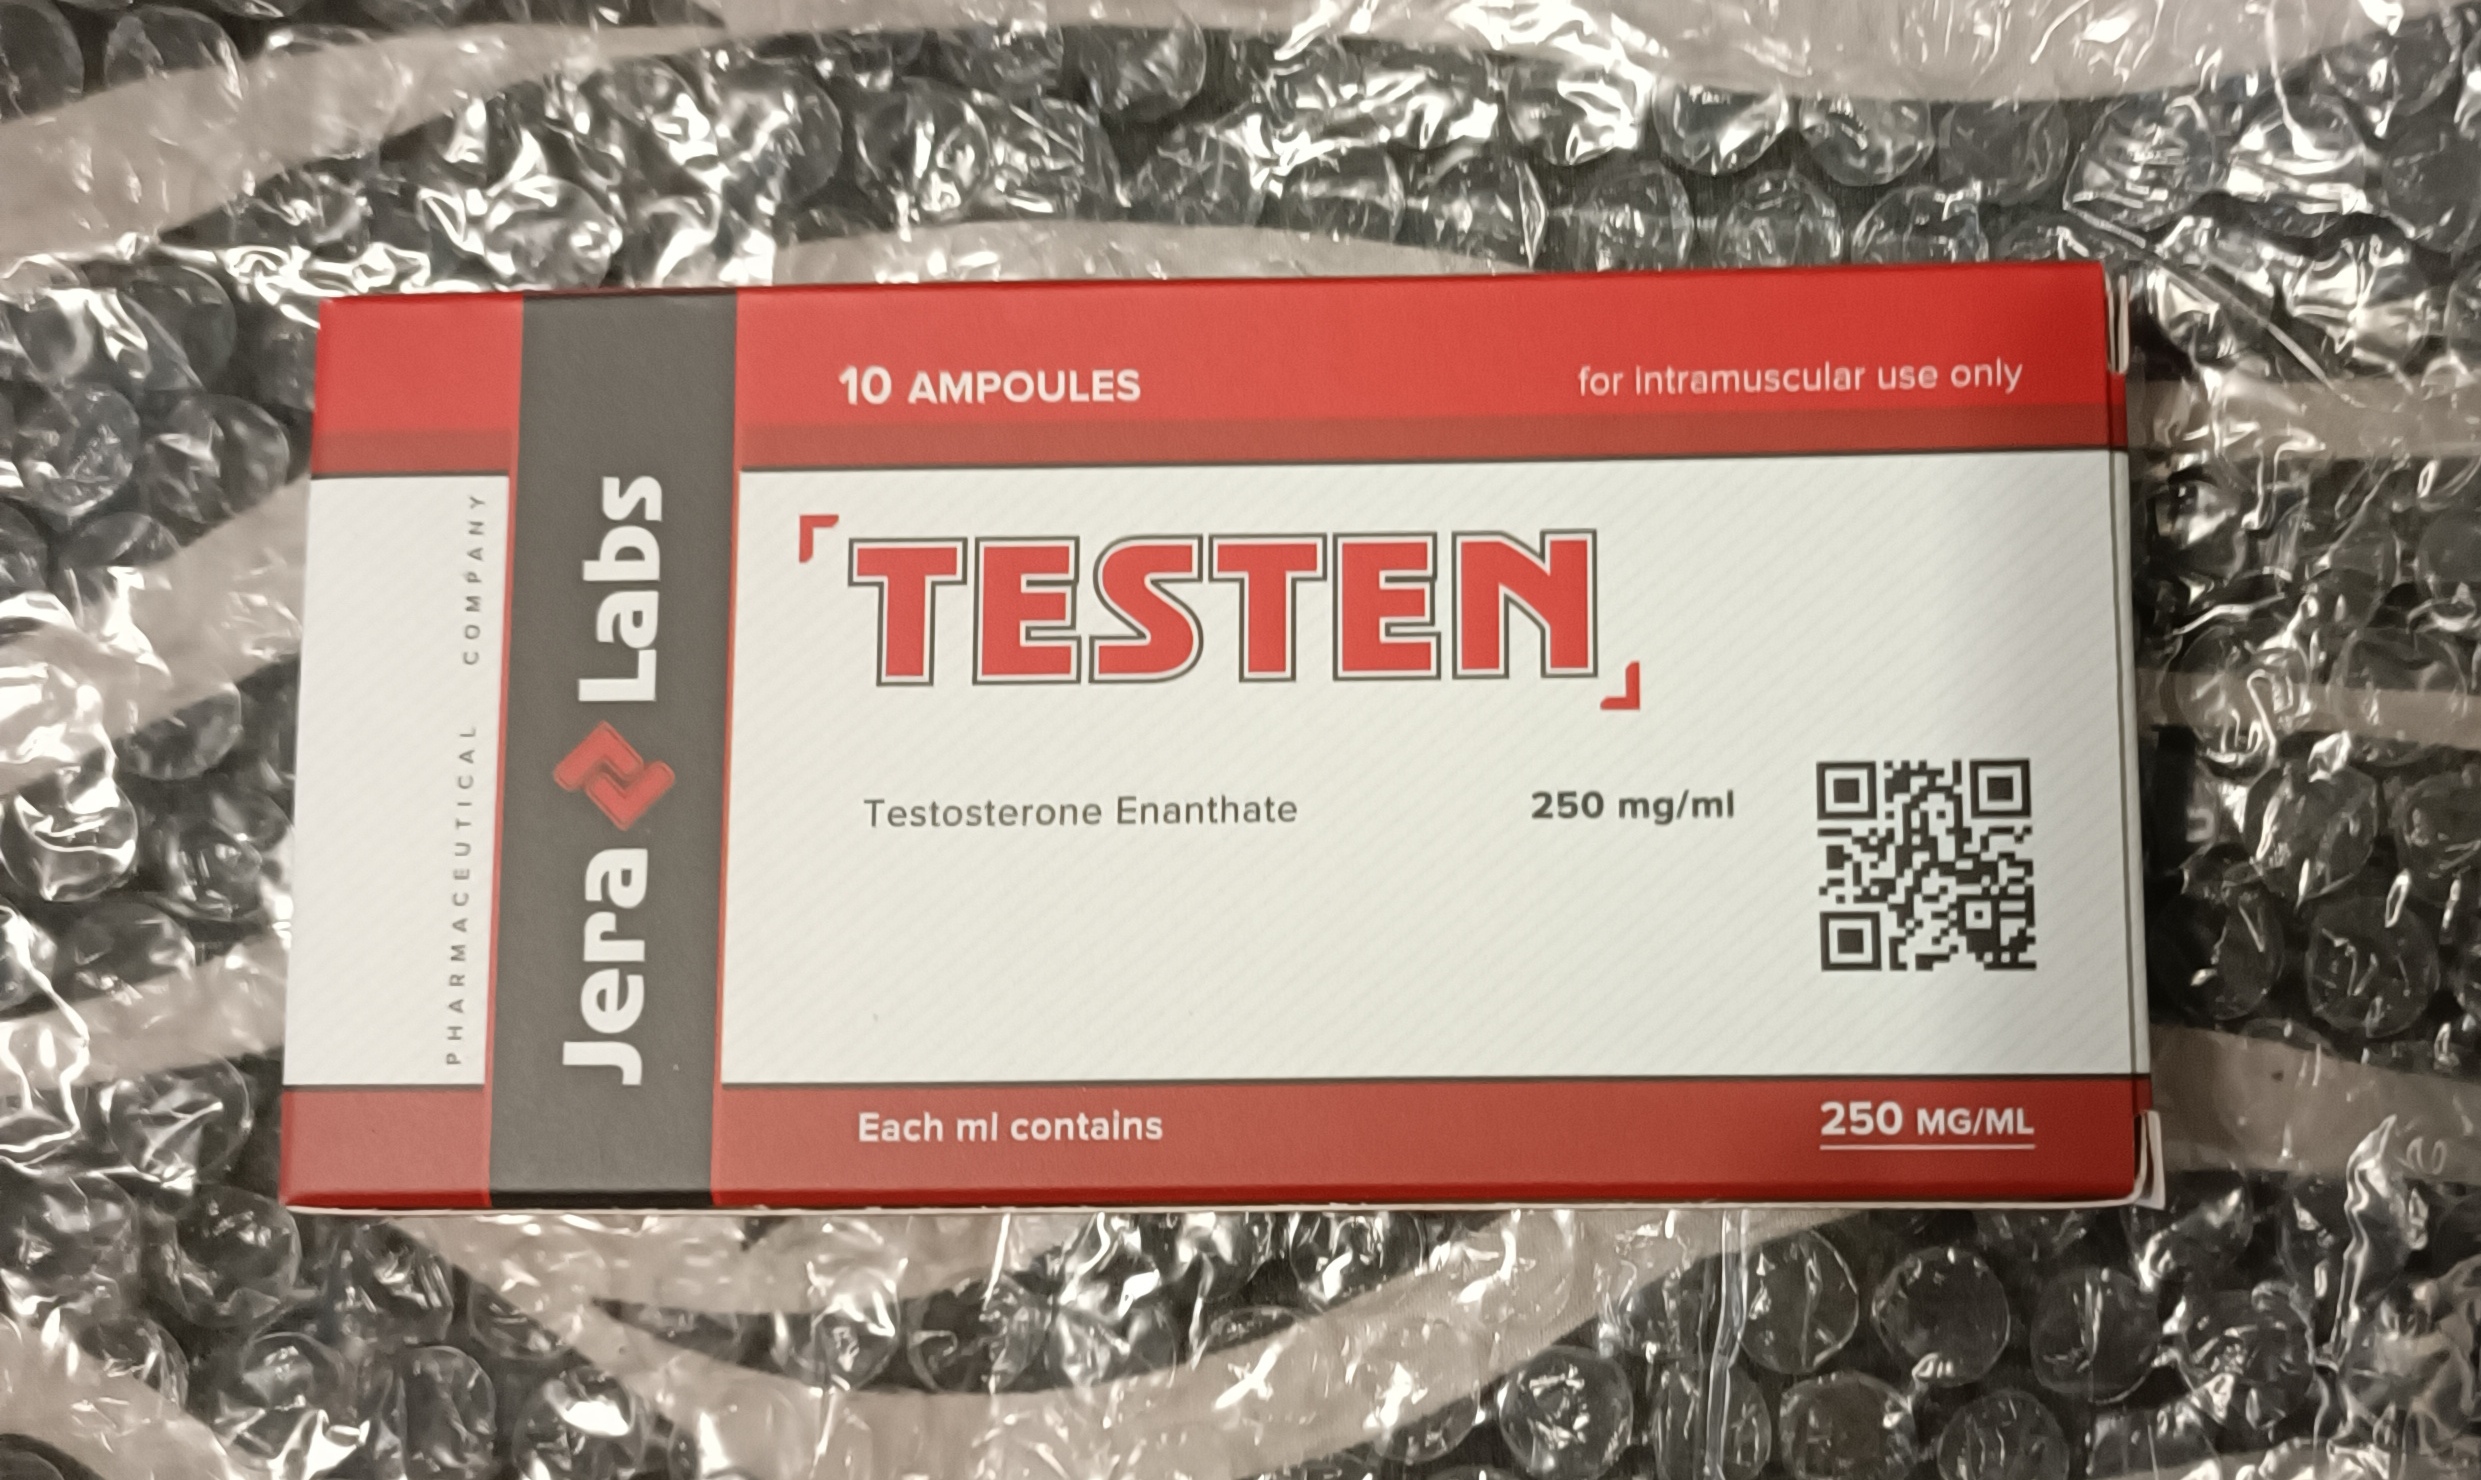 10 AMPOULES
for intramuscular use only
PHARMACEUTICAL COMPANY
Jera Labs
TESTEN
Testosterone Enanthate
250 mg/ml
Each ml contains
250 MG/ML